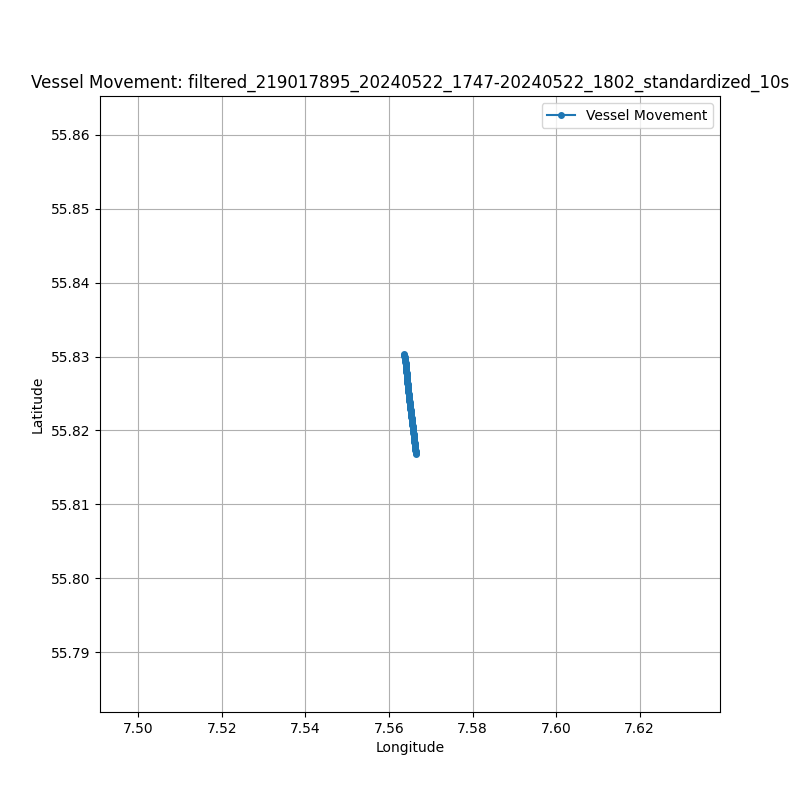 Vessel Movement: filtered_219017895_20240522_1747-20240522_1802_standardized_10s
Vessel Movement
55.86
55.85
55.84
55.83
55.82
55.81
55.80
55.79
Latitude
7.50 7.52 7.54 7.56 7.58 7.60 7.62
Longitude